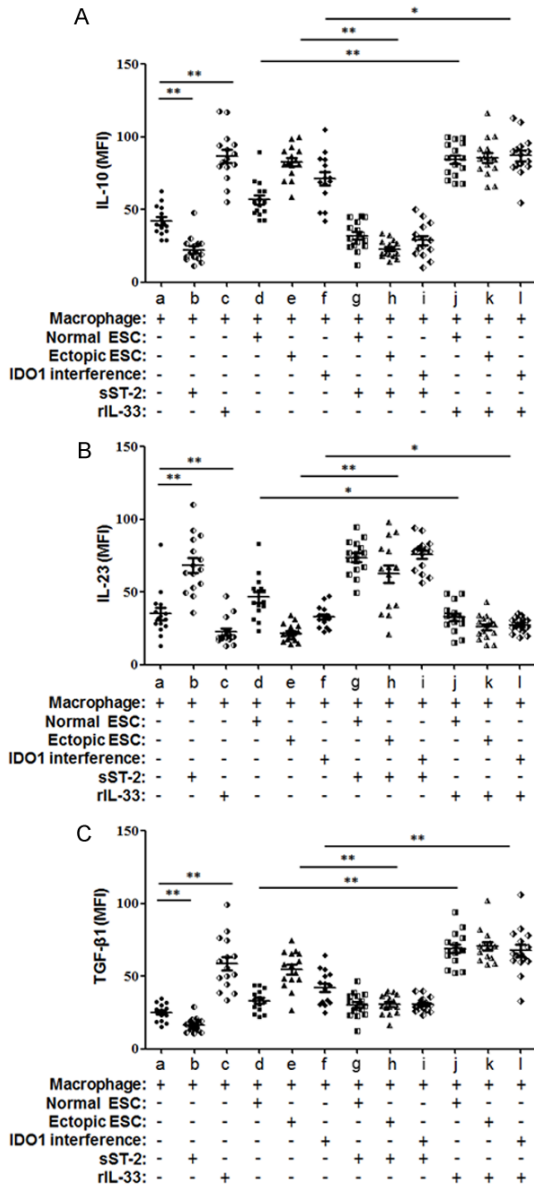 A
*
**
**
**
**
150
100
50
0
IL-10 (MFI)
a b c d e f g h i j k l
Macrophage: + + + + + + + + + + + +
Normal ESC: - - - + - - + - - + - -
Ectopic ESC: - - - - + - - + - - + -
IDO1 interference: - - - - - + - - + - - +
sST-2: - + - - - - + + + - - -
rIL-33: - - + - - - - - - + + +
B
*
**
*
**
**
150
100
50
0
IL-23 (MFI)
a b c d e f g h i j k l
Macrophage: + + + + + + + + + + + +
Normal ESC: - - - + - - + - - + - -
Ectopic ESC: - - - - + - - + - - + -
IDO1 interference: - - - - - + - - + - - +
sST-2: - + - - - - + + + - - -
rIL-33: - - + - - - - - - + + +
C
**
**
**
**
**
150
100
50
0
TGF-β1 (MFI)
a b c d e f g h i j k l
Macrophage: + + + + + + + + + + + +
Normal ESC: - - - + - - + - - + - -
Ectopic ESC: - - - - + - - + - - + -
IDO1 interference: - - - - - + - - + - - +
sST-2: - + - - - - + + + - - -
rIL-33: - - + - - - - - - + + +